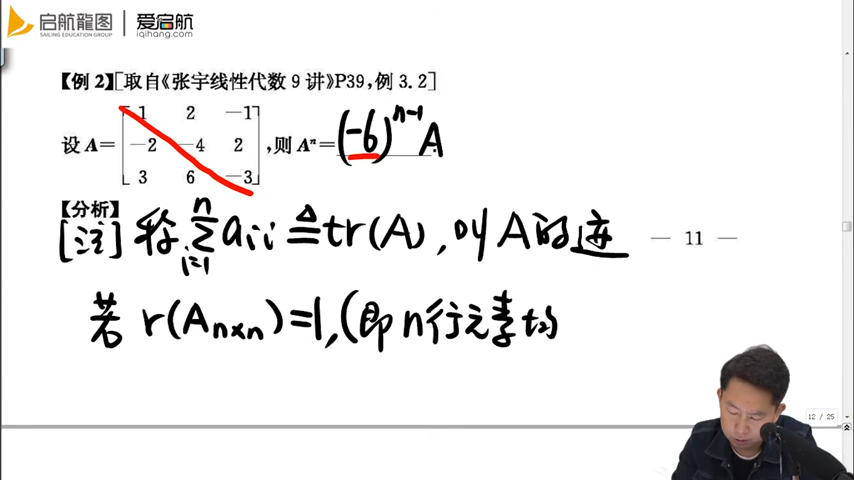 启航龍图 SAILING EDUCATION GROUP | 爱启航 iqihang.com
【例2】[取自《张宇线性代数9讲》P39,例3.2]
设 A= [1 2 −1
−2 −4 2
3 6 −3] ,则 Aⁿ= (-6)ⁿ⁻¹ A
【分析】
[注] 称 ∑ᵢ₌₁ⁿ aᵢᵢ ≜ tr(A), 叫 A的迹
— 11 —
若 r(Aₙₓₙ)=1, (即 n行元素均
12 / 25